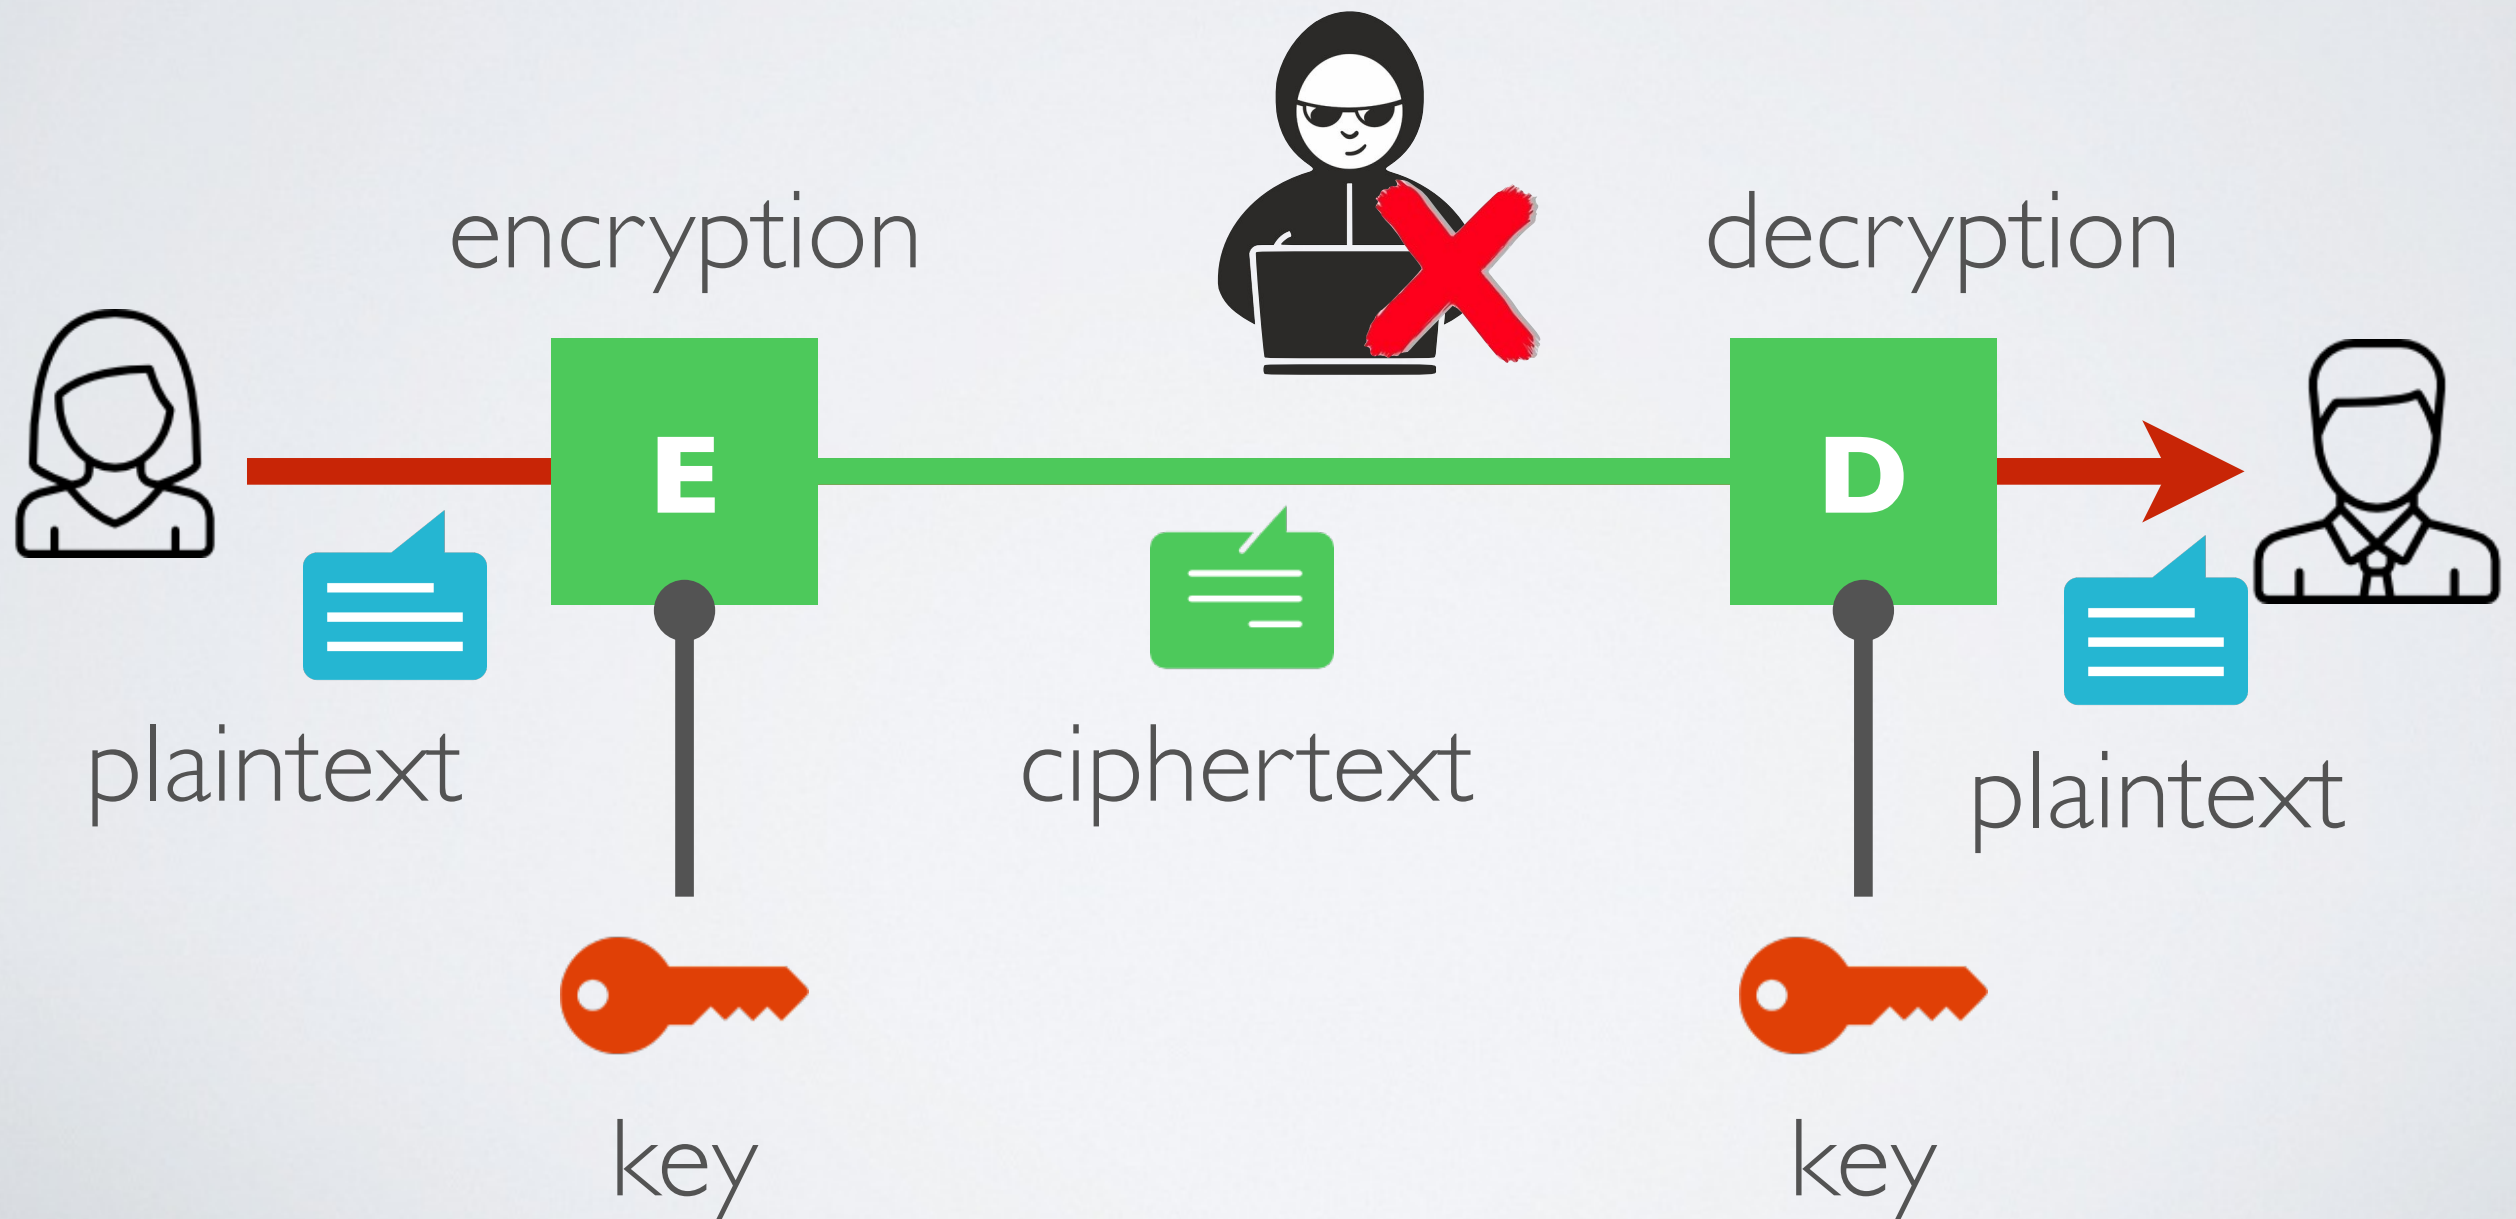 encryption
decryption
E
D
plaintext
ciphertext
plaintext
key
key